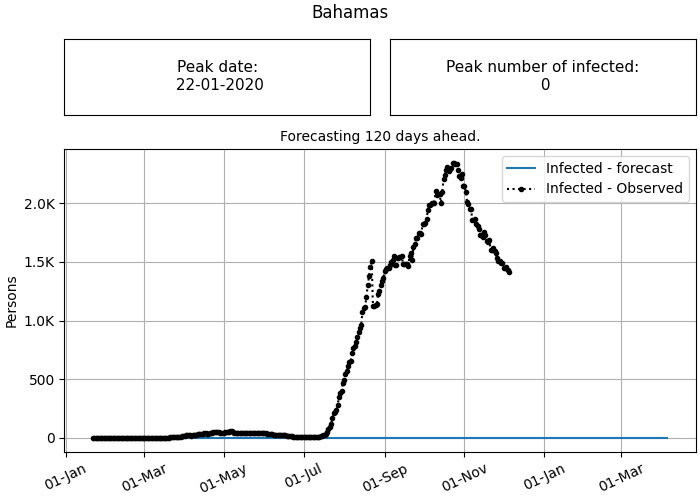 Bahamas
Peak date:
22-01-2020
Peak number of infected:
0
Forecasting 120 days ahead.
Infected - forecast
Infected - Observed
Persons
2.0K
1.5K
1.0K
500
0
01-Jan
01-Mar
01-May
01-Jul
01-Sep
01-Nov
01-Jan
01-Mar